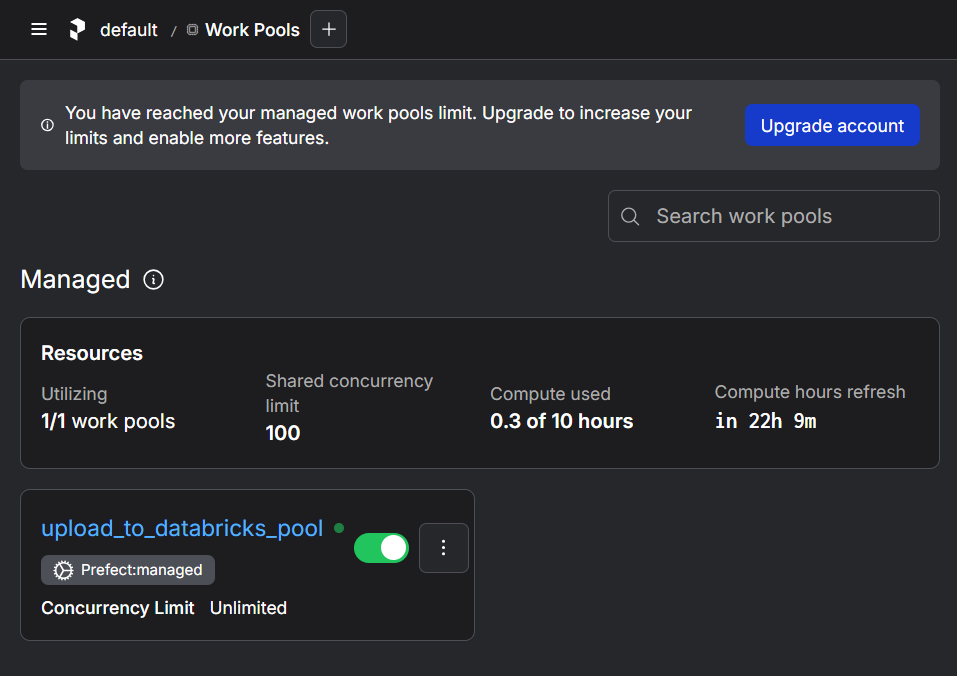 default / Work Pools +
You have reached your managed work pools limit. Upgrade to increase your
limits and enable more features.
Upgrade account
Search work pools
Managed
Resources
Utilizing
1/1 work pools
Shared concurrency
limit
100
Compute used
0.3 of 10 hours
Compute hours refresh
in 22h 9m
upload_to_databricks_pool
Prefect:managed
Concurrency Limit Unlimited